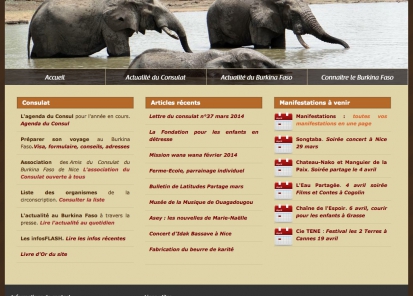 Accueil
Actualité du Consulat
Actualité du Burkina Faso
Connaitre le Burkina Faso
Consulat
L'agenda du Consul pour l'année en cours.
Agenda du Consul
Préparer son voyage au Burkina
Faso.Visa, formulaire, conseils, adresses
Association des Amis du Consulat du
Burkina Faso de Nice L'association du
Consulat ouverte à tous
Liste des organismes de la
circonscription. Consulter la liste
L'actualité au Burkina Faso à travers la
presse. Lire l'actualité au quotidien
Les infosFLASH. Lire les infos récentes
Livre d'Or du site
Articles récents
Lettre du consulat n°37 mars 2014
La Fondation pour les enfants en
détresse
Mission wana wana février 2014
Ferme-Ecole, parrainage individuel
Bulletin de Latitudes Partage mars
Musée de la Musique de Ouagadougou
Axey : les nouvelles de Marie-Naëlle
Concert d'Isak Bassave à Nice
Fabrication du beurre de karité
Manifestations à venir
Manifestations : toutes vos
manifestations en une page
Songtaba. Soirée concert à Nice
29 mars
Chateau-Nako et Manguier de la
Paix. Soirée partage le 4 avril
L'Eau Partagée. 4 avril soirée
Films et Contes à Cogolin
Chaîne de l'Espoir. 6 avril, courir
pour les enfants à Grasse
Cie TENE : Festival les 2 Terres à
Cannes 19 avril